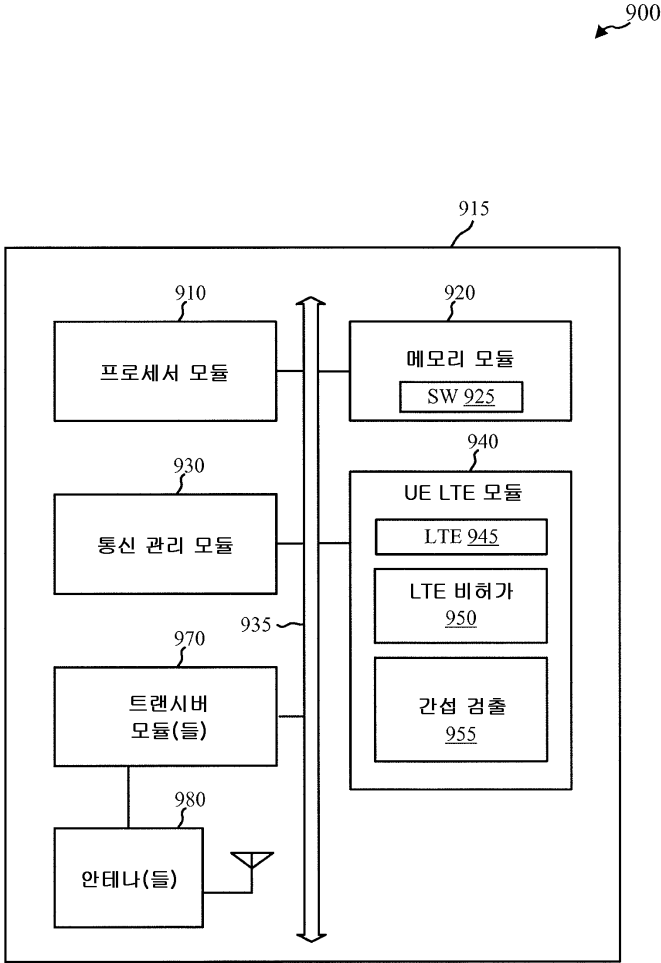 900
915
910
프로세서 모듈
920
메모리 모듈
SW 925
930
통신 관리 모듈
940
UE LTE 모듈
LTE 945
LTE 비허가
950
간섭 검출
955
935
970
트랜시버
모듈(들)
980
안테나(들)